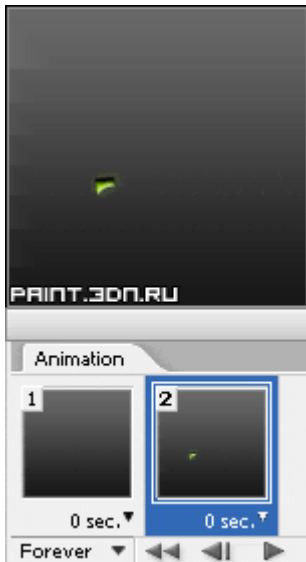 PAINT.3DN.RU
Animation
1 2
0 sec. 0 sec.
Forever